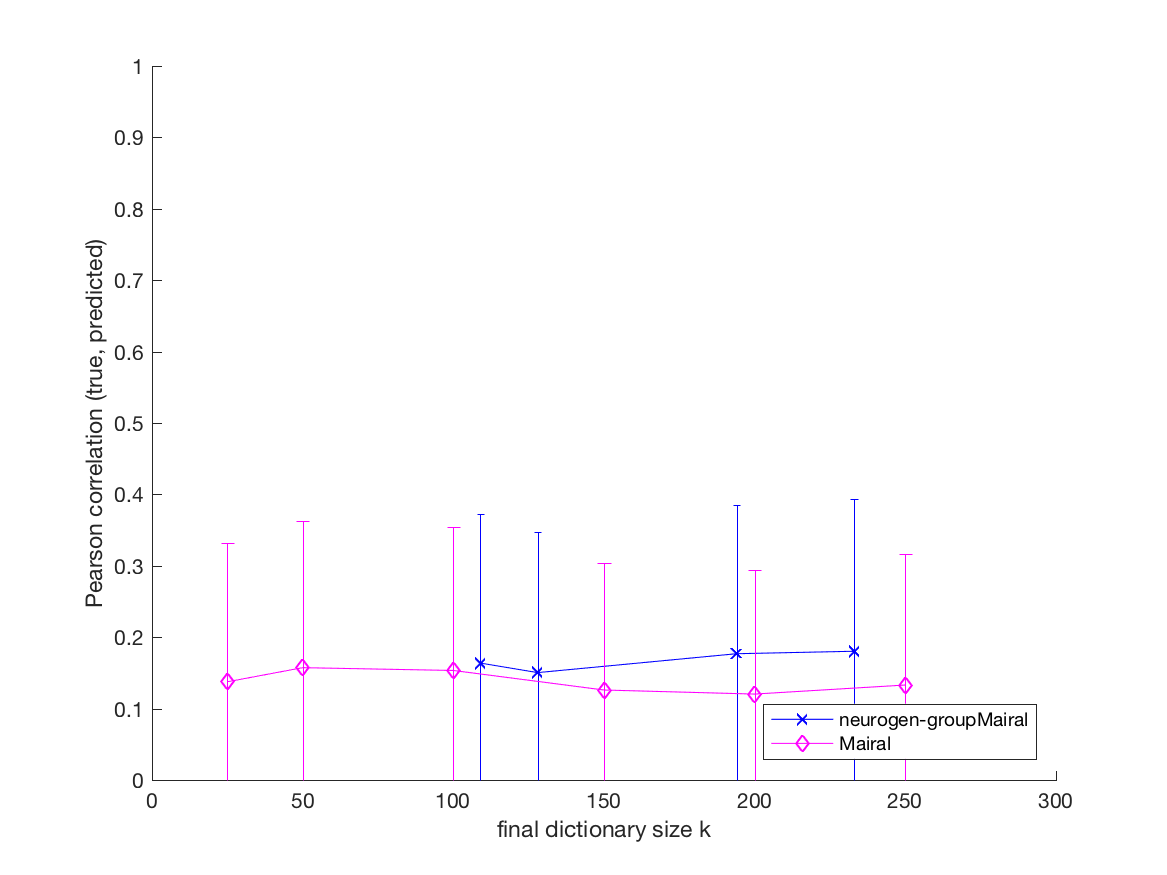 1
0.9
0.8
0.7
0.6
0.5
0.4
0.3
0.2
0.1
0
Pearson correlation (true, predicted)
neurogen-groupMairal
Mairal
0 50 100 150 200 250 300
final dictionary size k